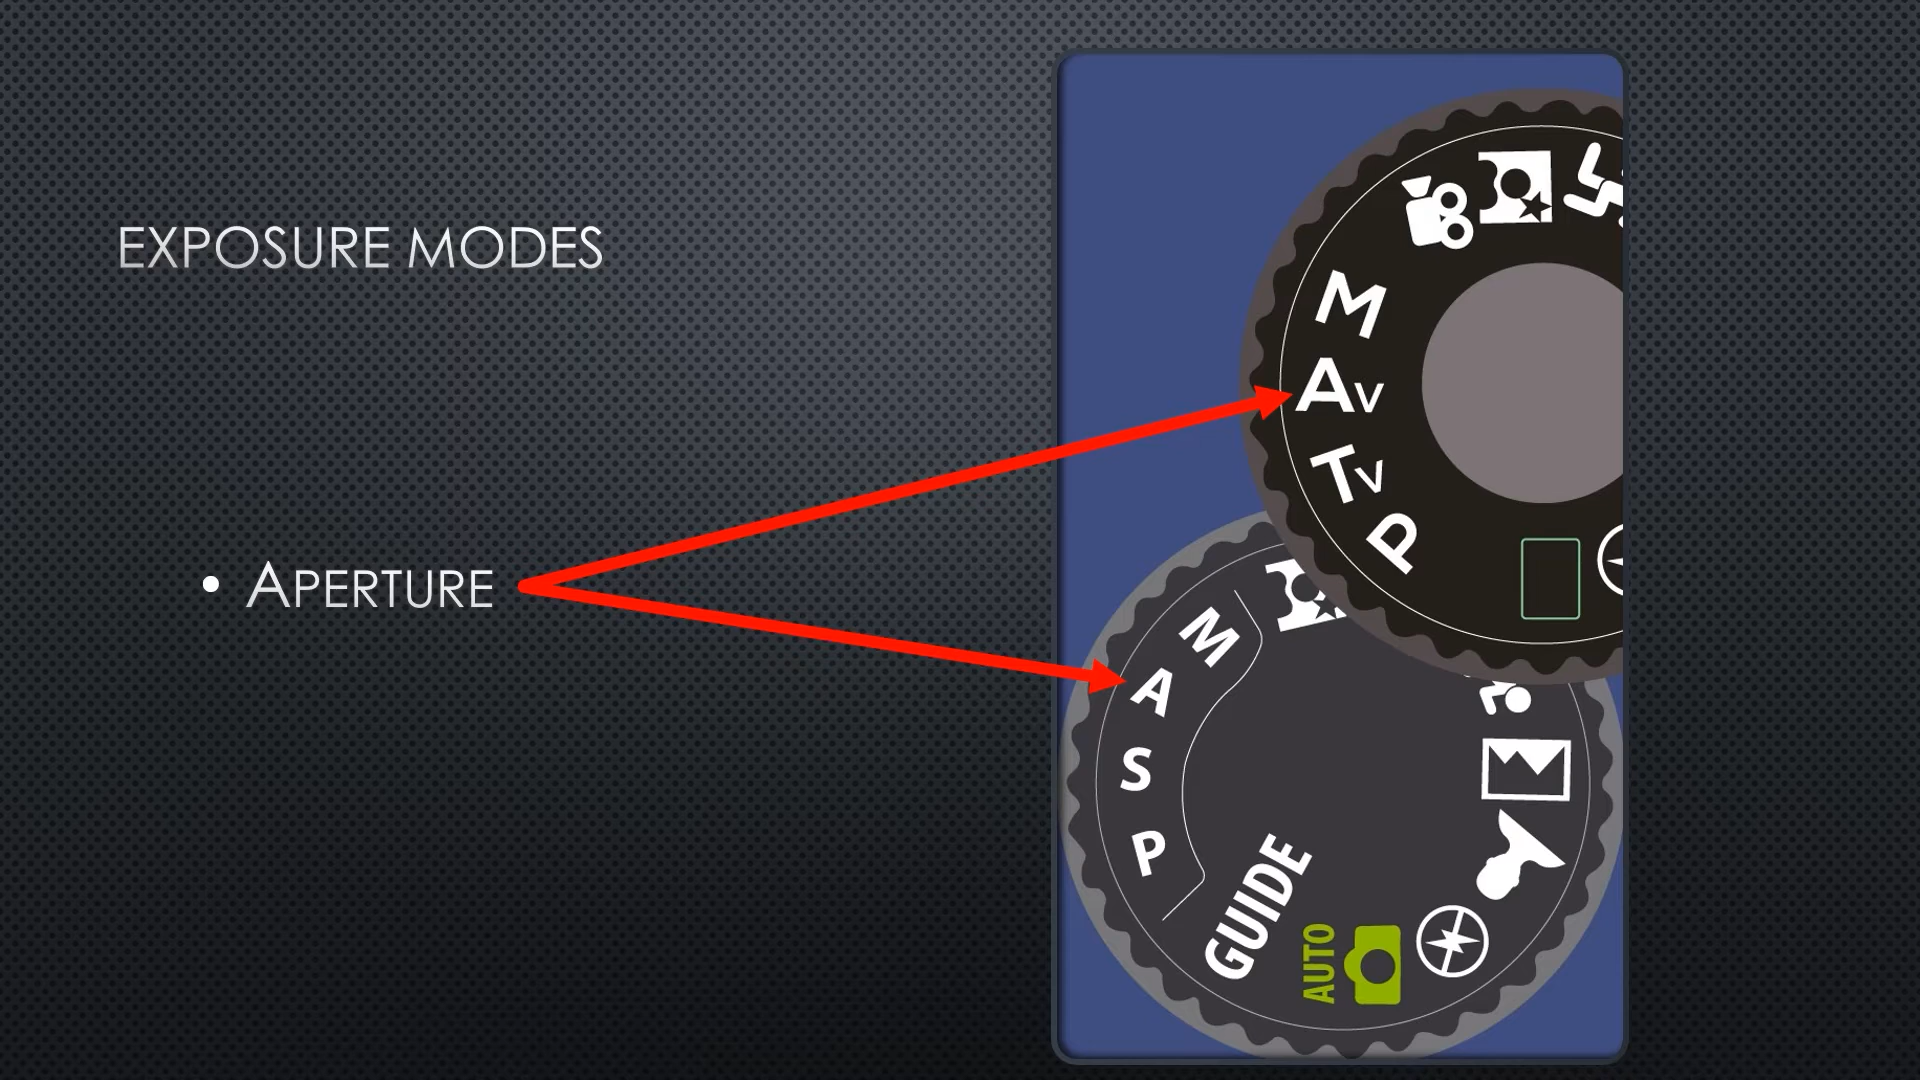 EXPOSURE MODES
• APERTURE
M
Av
Tv
P
M
A
S
P
GUIDE
AUTO